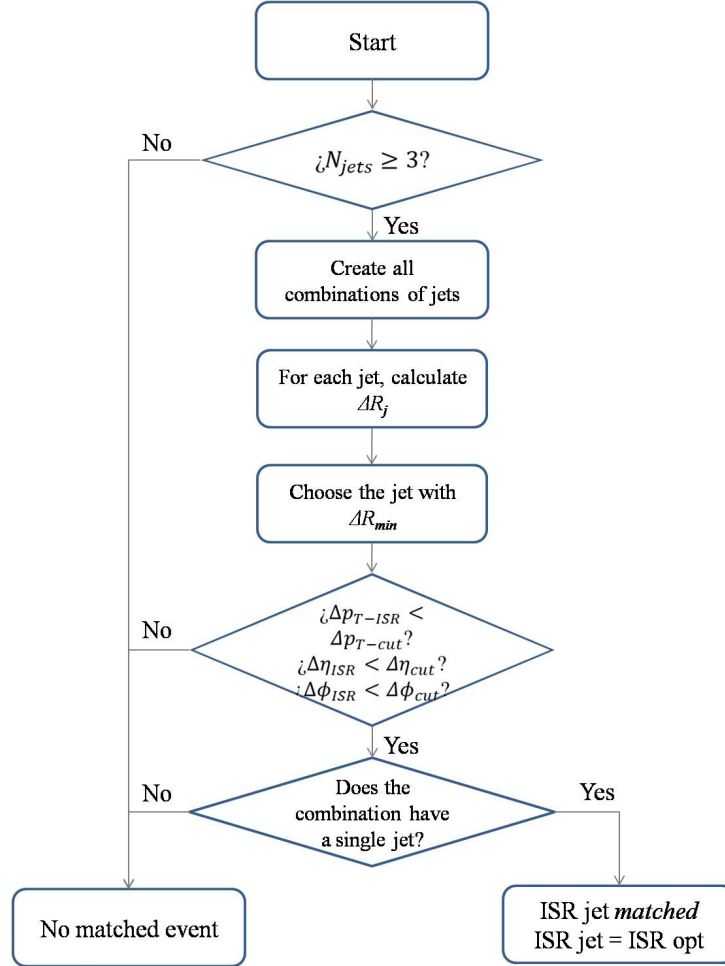 Start
No
¿N_jets ≥ 3?
Yes
Create all
combinations of jets
For each jet, calculate
ΔR_j
Choose the jet with
ΔR_min
No
¿Δp_T−ISR <
Δp_T−cut?
¿Δη_ISR < Δη_cut?
¿Δϕ_ISR < Δϕ_cut?
Yes
No
Does the
combination have
a single jet?
Yes
No matched event
ISR jet matched
ISR jet = ISR opt